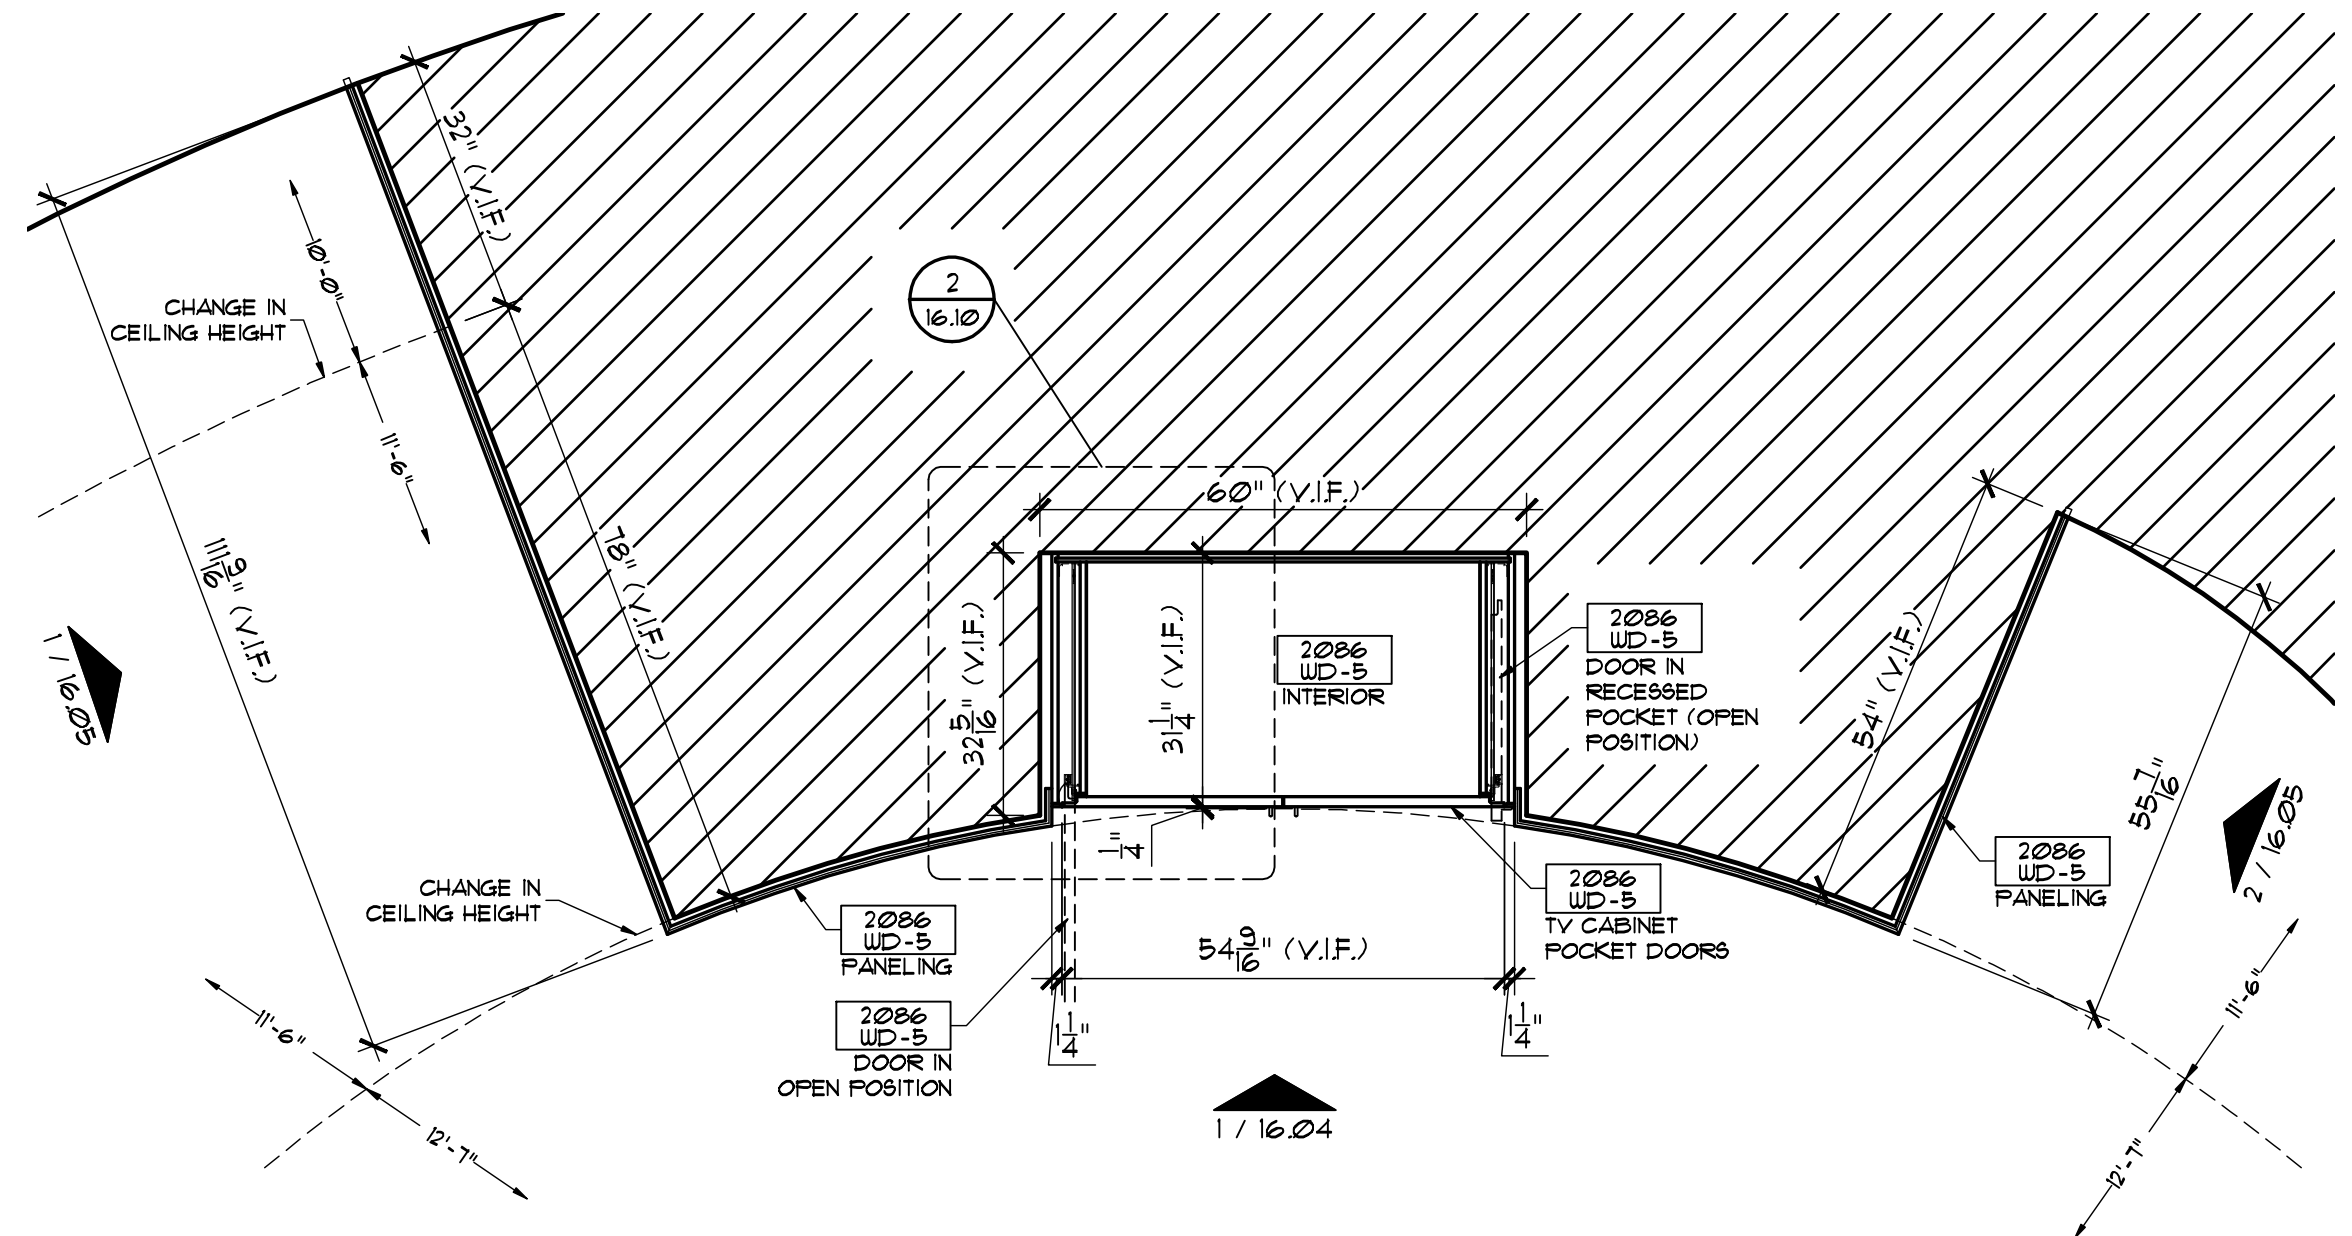 32" (V.I.F.)
10'-0"
CHANGE IN
CEILING HEIGHT
2
16.10
11'-6"
60" (V.I.F.)
78" (V.I.F.)
111 9/16" (V.I.F.)
1 / 16.05
32 5/16" (V.I.F.)
31 1/4" (V.I.F.)
2086
WD-5
INTERIOR
2086
WD-5
DOOR IN
RECESSED
POCKET (OPEN
POSITION)
54" (V.I.F.)
55 7/16"
2 / 16.05
1/4"
2086
WD-5
PANELING
CHANGE IN
CEILING HEIGHT
2086
WD-5
PANELING
2086
WD-5
TV CABINET
POCKET DOORS
54 9/16" (V.I.F.)
2086
WD-5
DOOR IN
OPEN POSITION
1 1/4"
1 1/4"
11'-6"
12'-7"
11'-6"
12'-7"
1 / 16.04